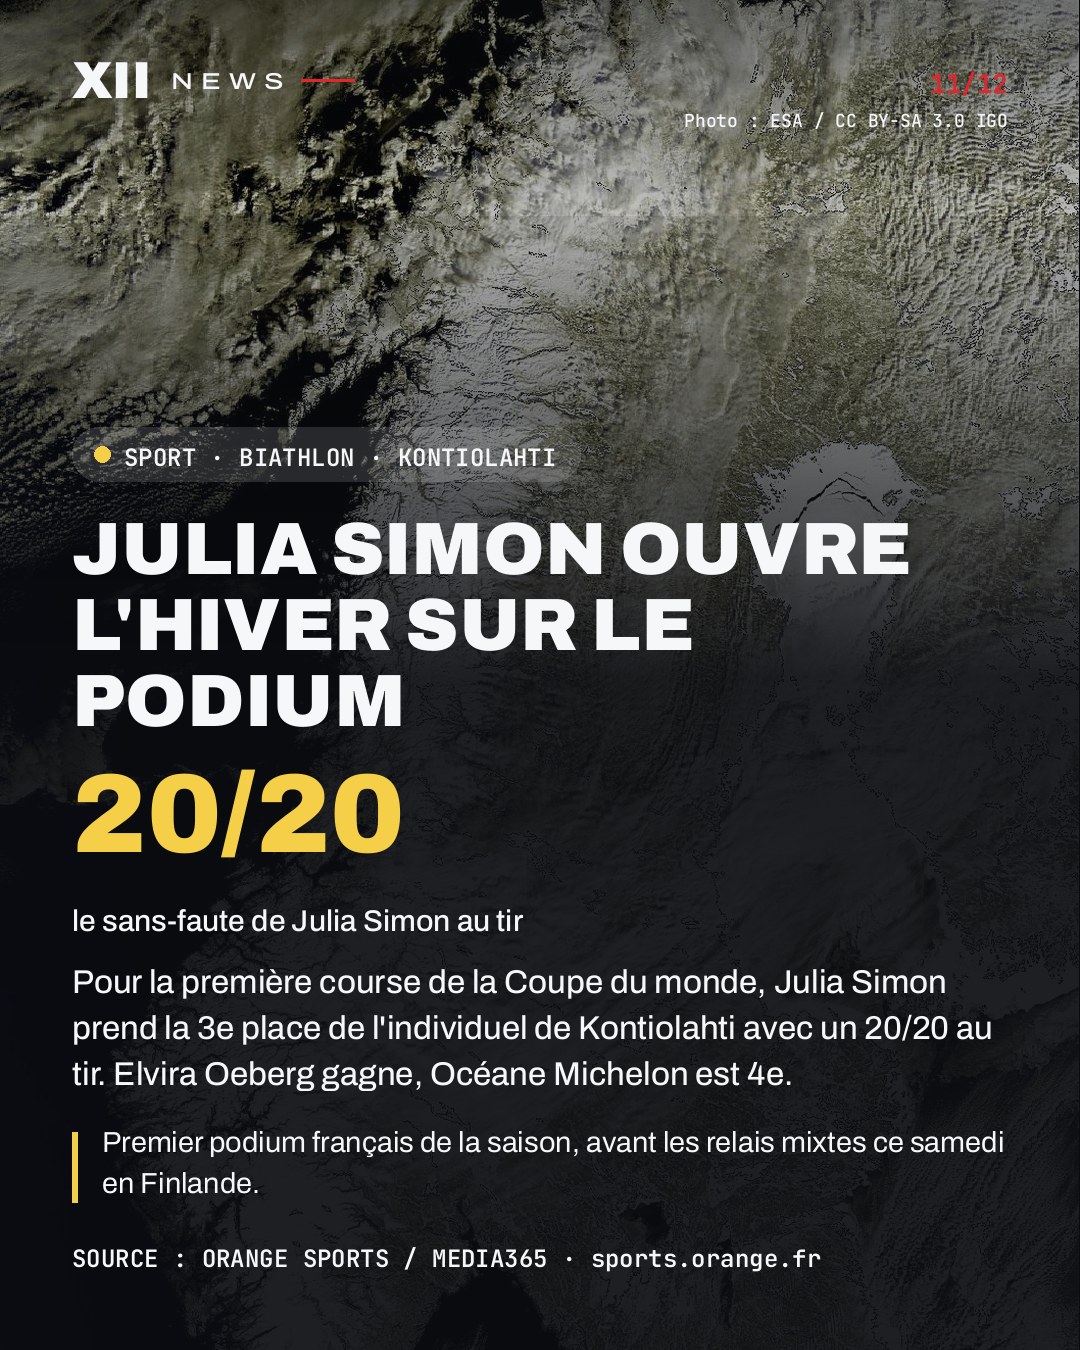 XII NEWS
11/12
Photo : ESA / CC BY-SA 3.0 IGO
SPORT · BIATHLON · KONTIOLAHTI
JULIA SIMON OUVRE
L'HIVER SUR LE
PODIUM
20/20
le sans-faute de Julia Simon au tir
Pour la première course de la Coupe du monde, Julia Simon
prend la 3e place de l'individuel de Kontiolahti avec un 20/20 au
tir. Elvira Oeberg gagne, Océane Michelon est 4e.
Premier podium français de la saison, avant les relais mixtes ce samedi
en Finlande.
SOURCE : ORANGE SPORTS / MEDIA365 · sports.orange.fr